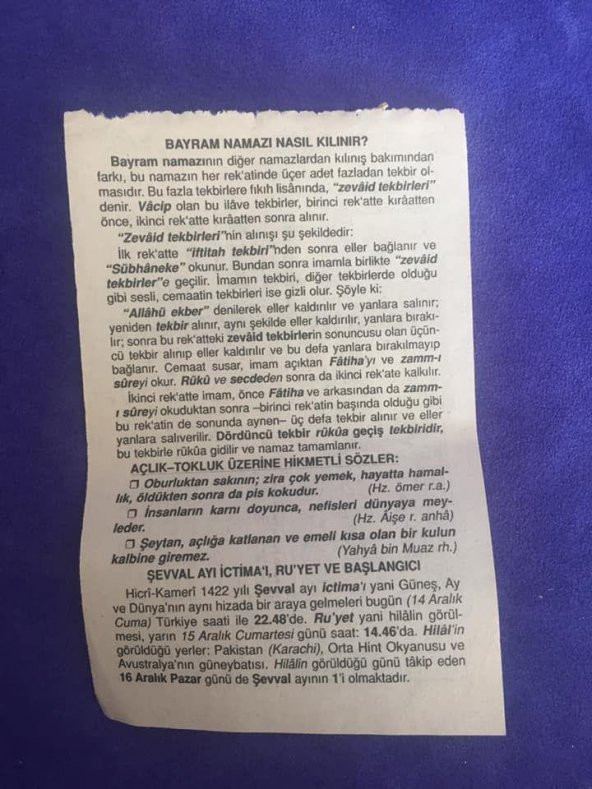 BAYRAM NAMAZI NASIL KILINIR?
Bayram namazının diğer namazlardan kılınış bakımından
farkı, bu namazın her rek'atinde üçer adet fazladan tekbir ol-
masıdır. Bu fazla tekbirlere fıkıh lisânında, "zevâid tekbirleri"
denir. Vâcip olan bu ilâve tekbirler, birinci rek'atte kırâatten
önce, ikinci rek'atte kırâatten sonra alınır.
"Zevâid tekbirleri"nin alınışı şu şekildedir:
İlk rek'atte "iftitah tekbiri"nden sonra eller bağlanır ve
"Sübhâneke" okunur. Bundan sonra imamla birlikte "zevâid
tekbirler"e geçilir. İmamın tekbiri, diğer tekbirlerde olduğu
gibi sesli, cemaatin tekbirleri ise gizli olur. Şöyle ki:
"Allâhü ekber" denilerek eller kaldırılır ve yanlara salınır;
yeniden tekbir alınır, aynı şekilde eller kaldırılır, yanlara bırakı-
lır; sonra bu rek'atteki zevâid tekbirlerin sonuncusu olan üçün-
cü tekbir alınıp eller kaldırılır ve bu defa yanlara bırakılmayıp
bağlanır. Cemaat susar, imam açıktan Fâtiha'yı ve zamm-ı
sûreyi okur. Rükû ve secdeden sonra ikinci rek'ate kalkılır.
İkinci rek'atte imam, önce Fâtiha ve arkasından da zamm-
ı sûreyi okuduktan sonra –birinci rek'atin başında olduğu gibi
bu rek'atin de sonunda aynen– üç defa tekbir alınır ve eller
yanlara salıverilir. Dördüncü tekbir rükûa geçiş tekbiridir,
bu tekbirle rükûa gidilir ve namaz tamamlanır.
AÇLIK–TOKLUK ÜZERİNE HİKMETLİ SÖZLER:
❒ Oburluktan sakının; zira çok yemek, hayatta hamal-
lık, öldükten sonra da pis kokudur. (Hz. ömer r.a.)
❒ İnsanların karnı doyunca, nefisleri dünyaya mey-
leder. (Hz. Âişe r. anhâ)
❒ Şeytan, açlığa katlanan ve emeli kısa olan bir kulun
kalbine giremez. (Yahyâ bin Muaz rh.)
ŞEVVAL AYI İCTİMA'I, RU'YET VE BAŞLANGICI
Hicrî-Kamerî 1422 yılı Şevval ayı ictima'ı yani Güneş, Ay
ve Dünya'nın aynı hizada bir araya gelmeleri bugün (14 Aralık
Cuma) Türkiye saati ile 22.48'de. Ru'yet yani hilâlin görül-
mesi, yarın 15 Aralık Cumartesi günü saat: 14.46'da. Hilâl'in
görüldüğü yerler: Pakistan (Karachi), Orta Hint Okyanusu ve
Avustralya'nın güneybatısı. Hilâlin görüldüğü günü tâkip eden
16 Aralık Pazar günü de Şevval ayının 1'i olmaktadır.